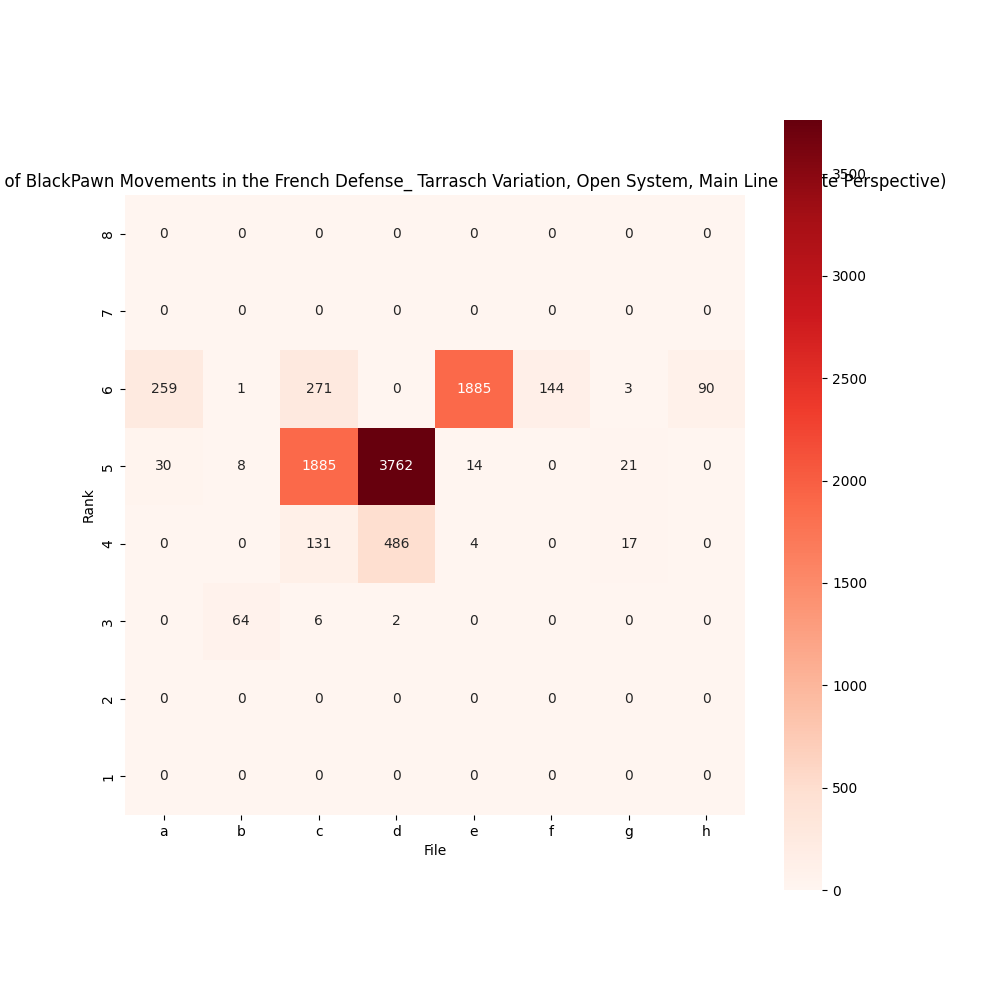 of BlackPawn Movements in the French Defense_ Tarrasch Variation, Open System, Main Line Perspective)
8 0 0 0 0 0 0 0 0
7 0 0 0 0 0 0 0 0
6 259 1 271 0 1885 144 3 90
5 30 8 1885 3762 14 0 21 0
4 0 0 131 486 4 0 17 0
3 0 64 6 2 0 0 0 0
2 0 0 0 0 0 0 0 0
1 0 0 0 0 0 0 0 0
Rank
a b c d e f g h
File
3500
3000
2500
2000
1500
1000
500
0